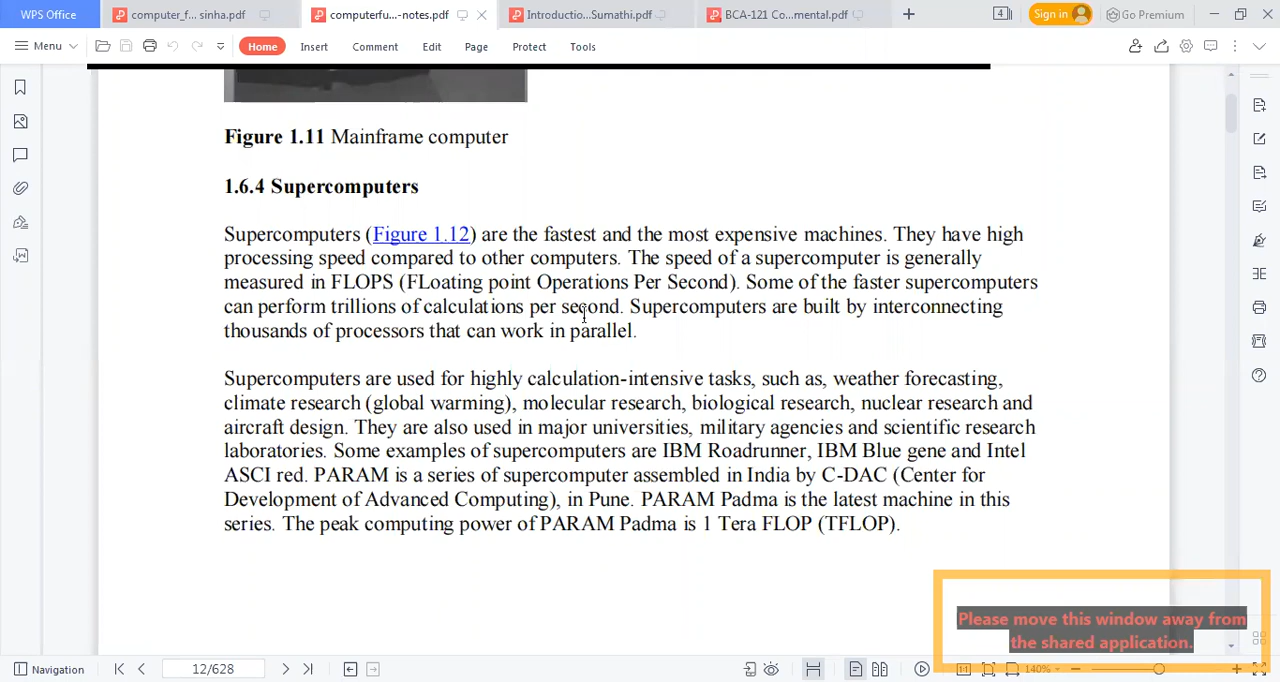 WPS Office computer_f... sinha.pdf computerfu...-notes.pdf Introductio...Sumathi.pdf BCA-121 Co...mental.pdf 4 Sign in Go Premium
Menu Home Insert Comment Edit Page Protect Tools
Figure 1.11 Mainframe computer
1.6.4 Supercomputers
Supercomputers (Figure 1.12) are the fastest and the most expensive machines. They have high
processing speed compared to other computers. The speed of a supercomputer is generally
measured in FLOPS (FLoating point Operations Per Second). Some of the faster supercomputers
can perform trillions of calculations per second. Supercomputers are built by interconnecting
thousands of processors that can work in parallel.
Supercomputers are used for highly calculation-intensive tasks, such as, weather forecasting,
climate research (global warming), molecular research, biological research, nuclear research and
aircraft design. They are also used in major universities, military agencies and scientific research
laboratories. Some examples of supercomputers are IBM Roadrunner, IBM Blue gene and Intel
ASCI red. PARAM is a series of supercomputer assembled in India by C-DAC (Center for
Development of Advanced Computing), in Pune. PARAM Padma is the latest machine in this
series. The peak computing power of PARAM Padma is 1 Tera FLOP (TFLOP).
Please move this window away from
the shared application.
Navigation 12/628 1:1 140%